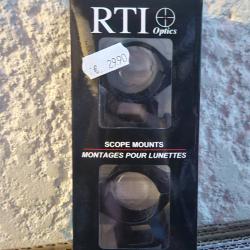 RTI
Optics
€ 2990
SCOPE MOUNTS
MONTAGES POUR LUNETTES